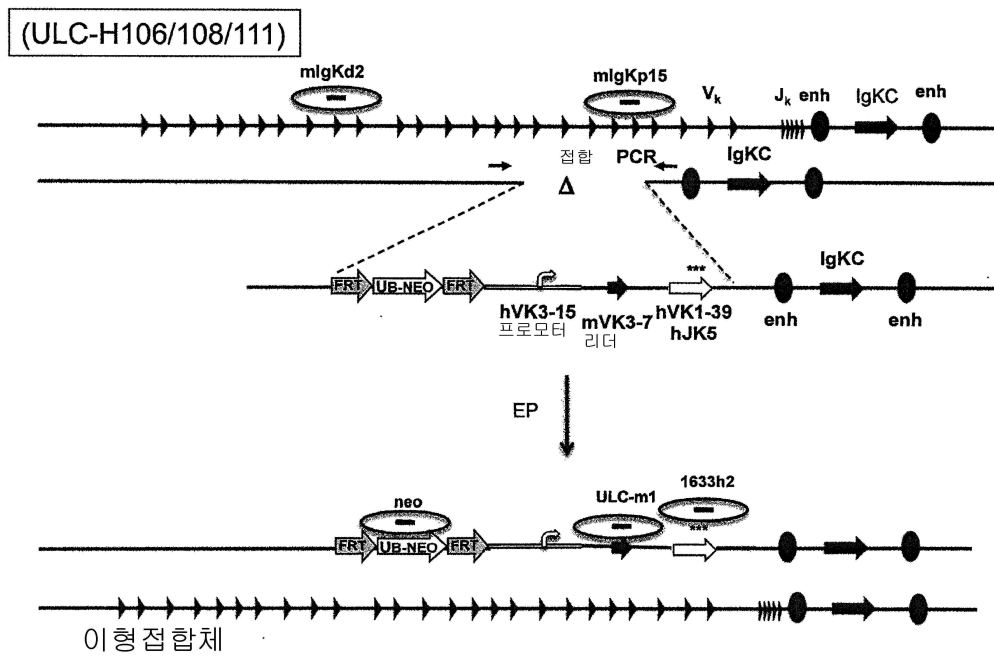 (ULC-H106/108/111)
mIgKd2
mIgKp15
Vk
Jk enh
IgKC
enh
접합
PCR
IgKC
Δ
IgKC
***
FRT
UB-NEO
FRT
hVK3-15
프로모터
mVK3-7
리더
hVK1-39
hJK5
enh
enh
EP
neo
ULC-m1
1633h2
***
FRT
UB-NEO
FRT
이형접합체